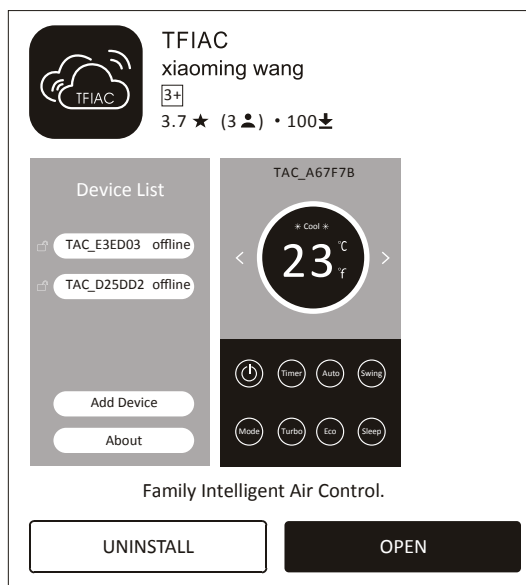 TFIAC
TFIAC
xiaoming wang
3+
3.7 ★ (3 ) • 100
Device List
TAC_E3ED03 offline
TAC_D25DD2 offline
Add Device
About
TAC_A67F7B
✳ Cool ✳
23 °C
°f
Timer Auto Swing
Mode Turbo Eco Sleep
Family Intelligent Air Control.
UNINSTALL
OPEN